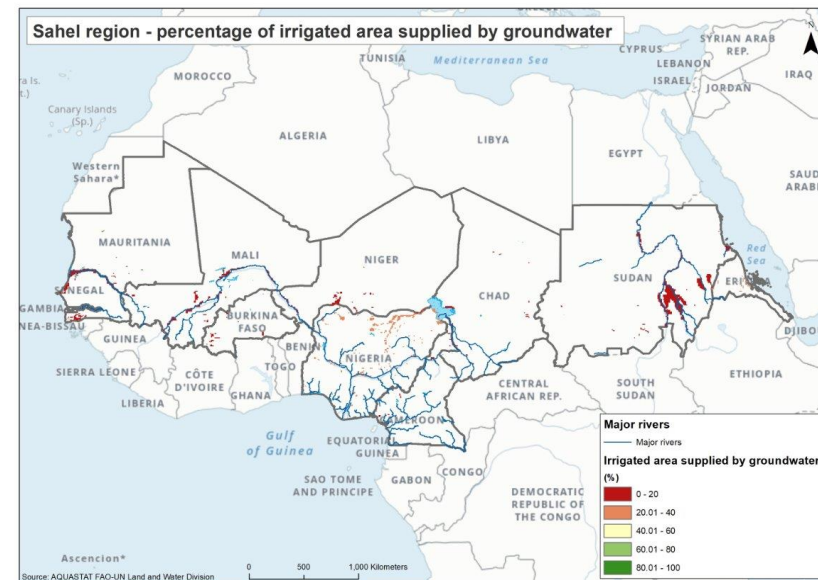 Sahel region - percentage of irrigated area supplied by groundwater
TUNISIA
Mediterranean Sea
CYPRUS
SYRIAN ARAB
REP.
LEBANON
ISRAEL
IRAQ
JORDAN
MOROCCO
Canary Islands
(Sp.)
ALGERIA
LIBYA
EGYPT
Western
Sahara*
SAUD
ARABI
MAURITANIA
MALI
NIGER
CHAD
SUDAN
Red
Sea
SENEGAL
GAMBIA
NEA-BISSAU
BURKINA
FASO
GUINEA
BENIN
NIGERIA
DJIBO
SIERRA LEONE
CÔTE
D'IVOIRE
GHANA
TOGO
LIBERIA
CENTRAL
AFRICAN REP.
SOUTH
SUDAN
ETHIOPIA
CAMEROON
Gulf
of Guinea
EQUATORIAL
GUINEA
SAO TOME
AND PRINCIPE
GABON
CONGO
DEMOCRATIC
REPUBLIC OF
THE CONGO
Ascencion*
Major rivers
Major rivers
Irrigated area supplied by groundwater
(%)
0 - 20
20.01 - 40
40.01 - 60
60.01 - 80
80.01 - 100
0 500 1,000 Kilometers
Source: AQUASTAT FAO-UN Land and Water Division